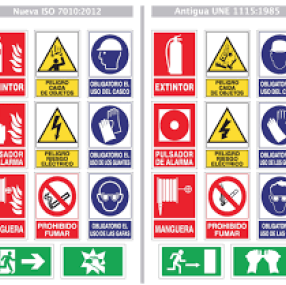 Nueva ISO 7010:2012
EXTINTOR
PELIGRO
CAIDA
DE OBJETOS
OBLIGATORIO EL
USO DEL CASCO
PULSADOR
DE ALARMA
PELIGRO
RIESGO
ELÉCTRICO
OBLIGATORIO EL
USO DE LOS GUANTES
MANGUERA
PROHIBIDO
FUMAR
OBLIGATORIO EL
USO DE LAS GAFAS
Antigua UNE 1115:1985
EXTINTOR
PELIGRO
CAIDA
DE OBJETOS
OBLIGATORIO EL
USO DEL CASCO
PULSADOR
DE ALARMA
PELIGRO
RIESGO
ELÉCTRICO
OBLIGATORIO EL
USO DE LOS GUANTES
MANGUERA
PROHIBIDO
FUMAR
OBLIGATORIO EL
USO DE LAS GAFAS